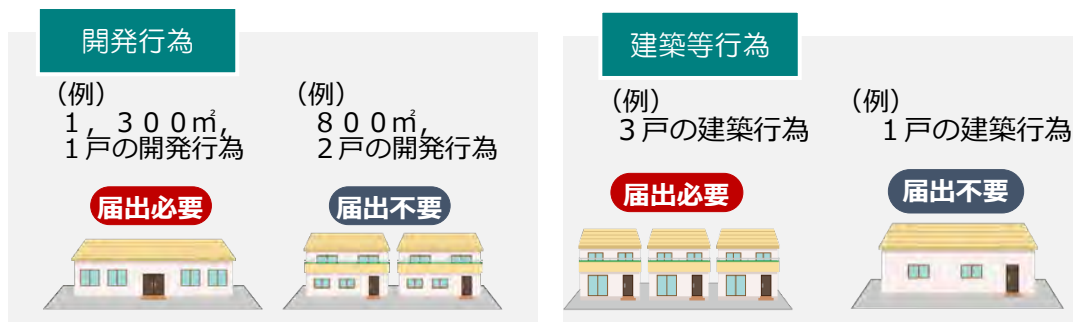 開発行為
(例)
１，３００㎡，
１戸の開発行為
届出必要
(例)
８００㎡，
２戸の開発行為
届出不要
建築等行為
(例)
３戸の建築行為
届出必要
(例)
１戸の建築行為
届出不要